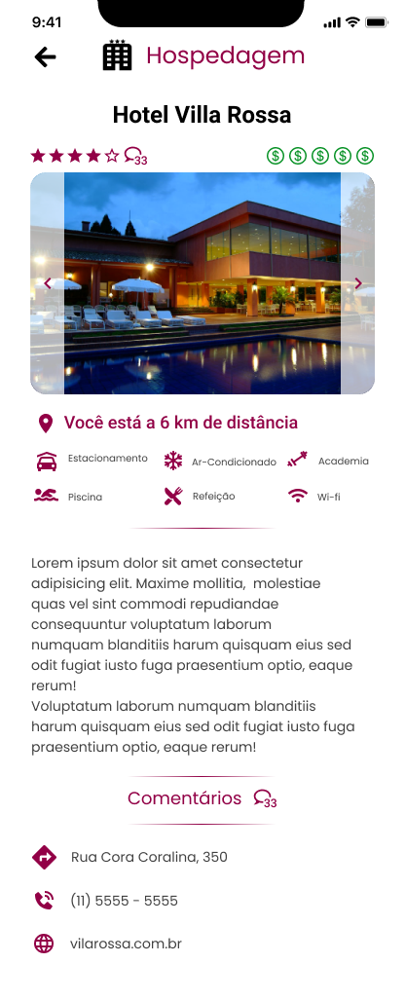 9:41
Hospedagem
Hotel Villa Rossa
33
Você está a 6 km de distância
Estacionamento
Ar-Condicionado
Academia
Piscina
Refeição
Wi-fi
Lorem ipsum dolor sit amet consectetur
adipisicing elit. Maxime mollitia, molestiae
quas vel sint commodi repudiandae
consequuntur voluptatum laborum
numquam blanditiis harum quisquam eius sed
odit fugiat iusto fuga praesentium optio, eaque
rerum!
Voluptatum laborum numquam blanditiis
harum quisquam eius sed odit fugiat iusto fuga
praesentium optio, eaque rerum!
Comentários 33
Rua Cora Coralina, 350
(11) 5555 - 5555
vilarossa.com.br